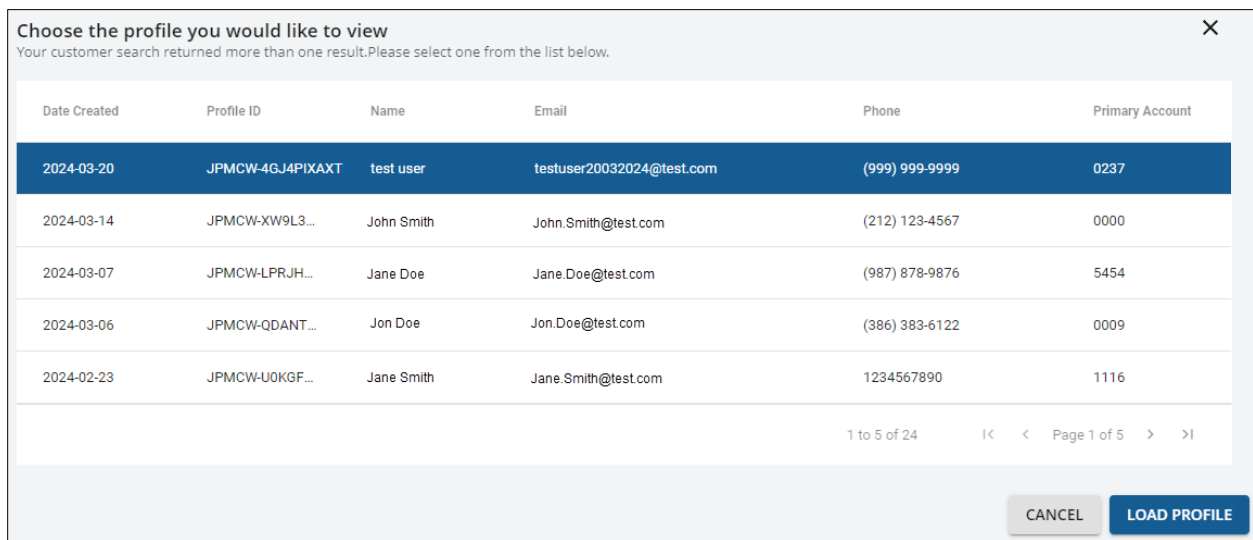 Choose the profile you would like to view
Your customer search returned more than one result.Please select one from the list below.
Date Created Profile ID Name Email Phone Primary Account
2024-03-20 JPMCW-4GJ4PIXAXT test user testuser20032024@test.com (999) 999-9999 0237
2024-03-14 JPMCW-XW9L3... John Smith John.Smith@test.com (212) 123-4567 0000
2024-03-07 JPMCW-LPRJH... Jane Doe Jane.Doe@test.com (987) 878-9876 5454
2024-03-06 JPMCW-QDANT... Jon Doe Jon.Doe@test.com (386) 383-6122 0009
2024-02-23 JPMCW-U0KGF... Jane Smith Jane.Smith@test.com 1234567890 1116
1 to 5 of 24 Page 1 of 5
CANCEL LOAD PROFILE